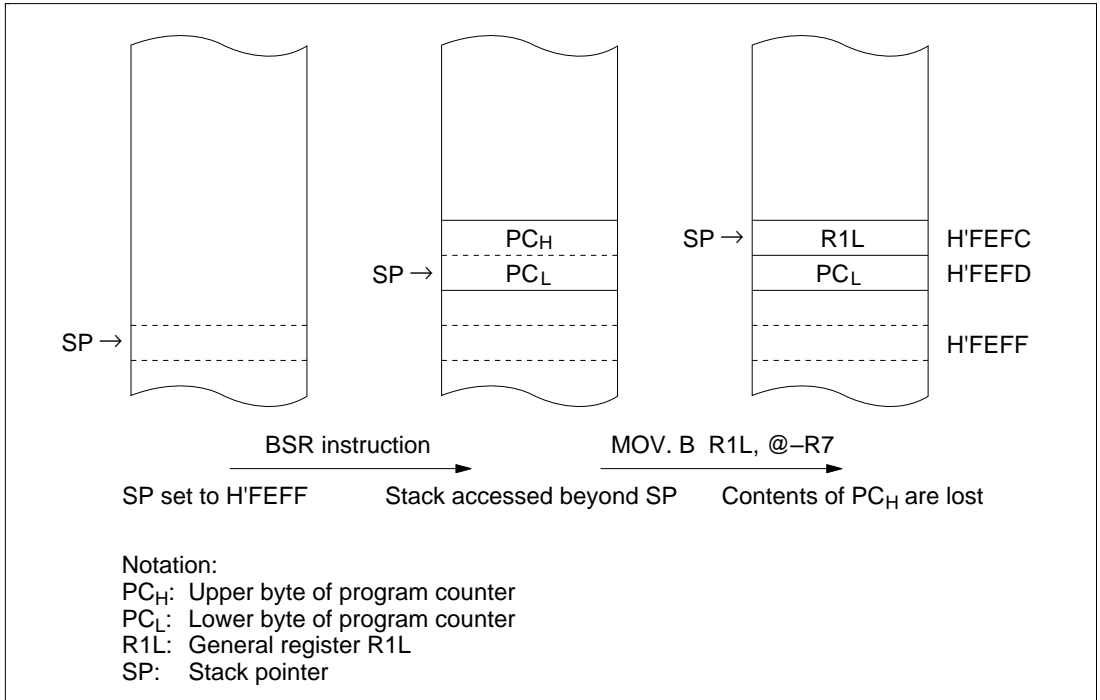 PCH
SP → R1L H'FEFC
SP → PCL PCL H'FEFD
SP → H'FEFF
BSR instruction MOV. B R1L, @–R7
SP set to H'FEFF Stack accessed beyond SP Contents of PCH are lost
Notation:
PCH: Upper byte of program counter
PCL: Lower byte of program counter
R1L: General register R1L
SP: Stack pointer